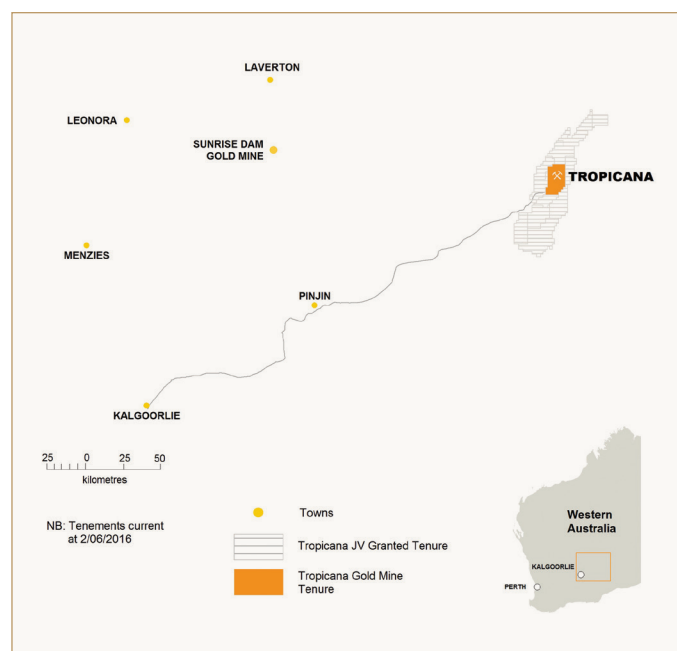 LAVERTON
LEONORA
SUNRISE DAM
GOLD MINE
TROPICANA
MENZIES
PINJIN
KALGOORLIE
25 0 25 50
kilometres
NB: Tenements current
at 2/06/2016
Towns
Tropicana JV Granted Tenure
Tropicana Gold Mine
Tenure
Western
Australia
KALGOORLIE
PERTH